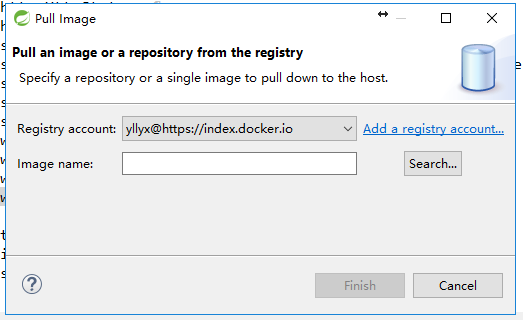 Pull Image
Pull an image or a repository from the registry
Specify a repository or a single image to pull down to the host.
Registry account: yllyx@https://index.docker.io Add a registry account...
Image name: Search...
? Finish Cancel